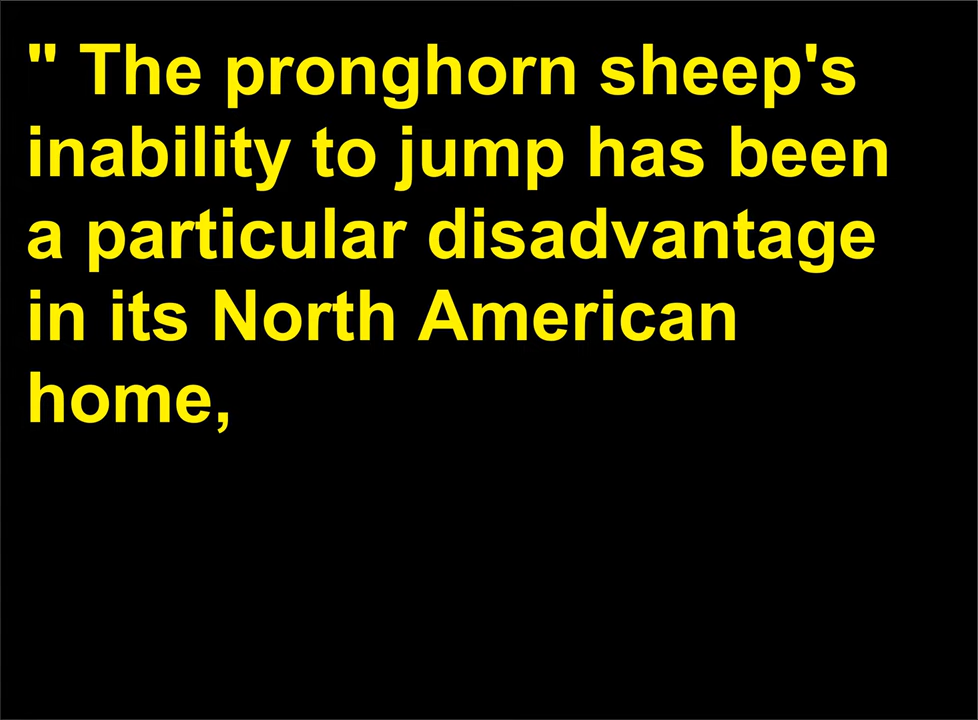 " The pronghorn sheep's
inability to jump has been
a particular disadvantage
in its North American
home,